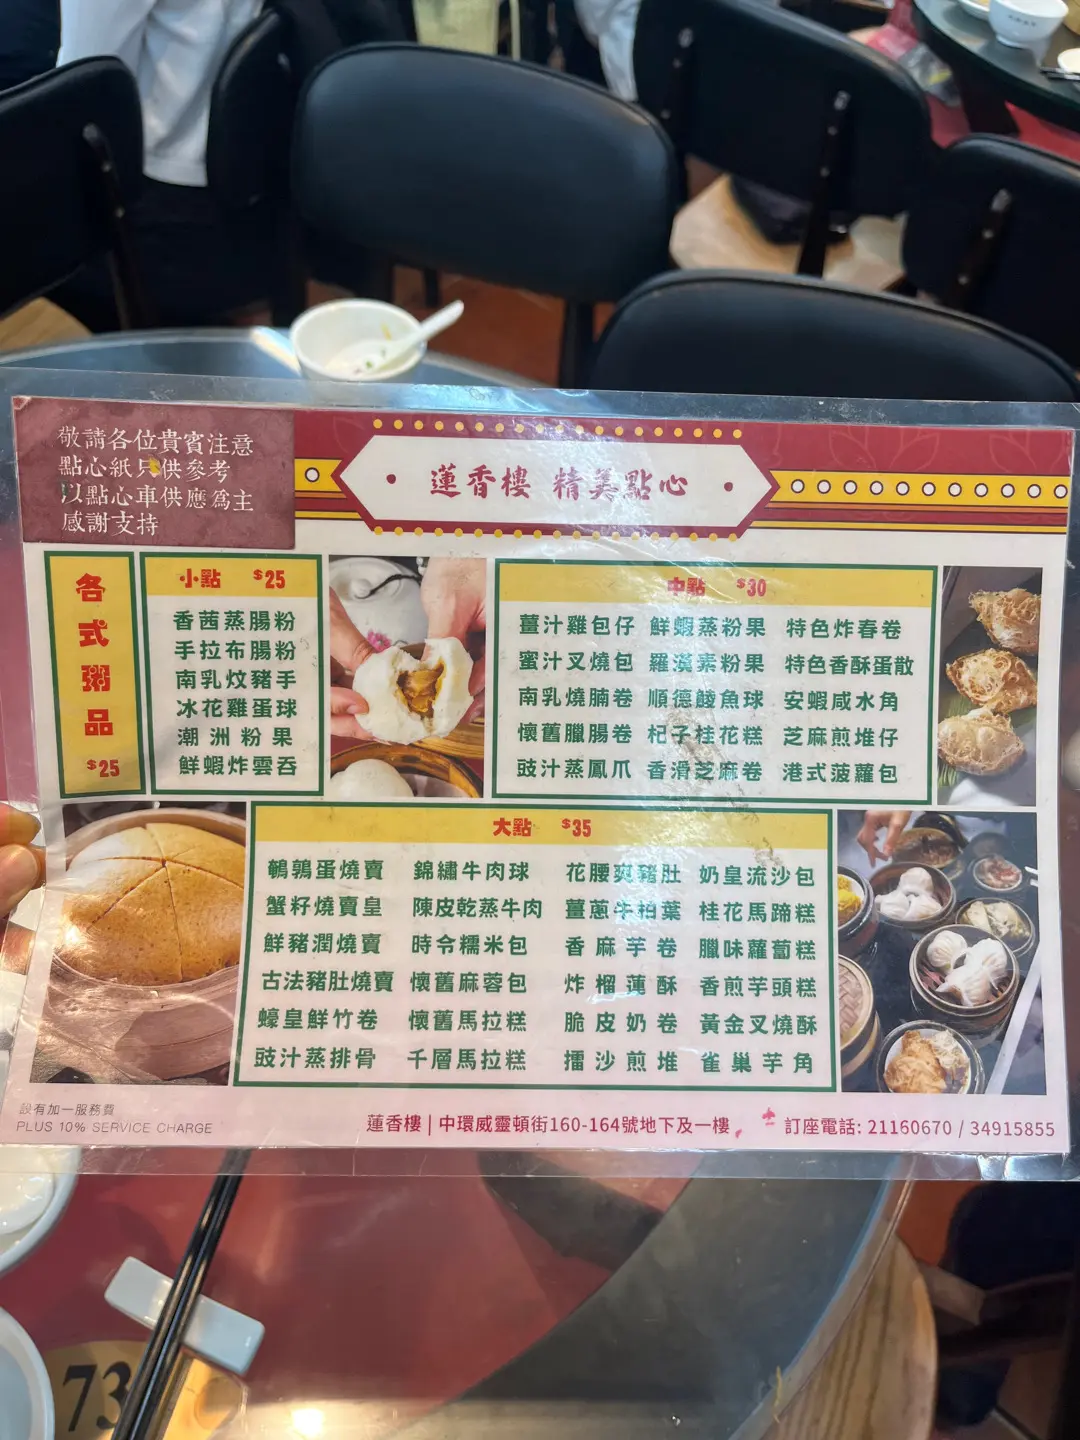 敬請各位貴賓注意
點心紙只供參考
以點心車供應為主
感謝支持
蓮香樓 精美點心
各式粥品
$25
小點 $25
香茜蒸腸粉
手拉布腸粉
南乳炆豬手
冰花雞蛋球
潮洲粉果
鮮蝦炸雲吞
中點 $30
薑汁雞包仔 鮮蝦蒸粉果 特色炸春卷
蜜汁叉燒包 羅漢素粉果 特色香酥蛋散
南乳燒腩卷 順德鯪魚球 安蝦咸水角
懷舊臘腸卷 杞子桂花糕 芝麻煎堆仔
豉汁蒸鳳爪 香滑芝麻卷 港式菠蘿包
大點 $35
鵪鶉蛋燒賣 錦繡牛肉球 花腰爽豬肚 奶皇流沙包
蟹籽燒賣皇 陳皮乾蒸牛肉 薑蔥牛柏葉 桂花馬蹄糕
鮮豬潤燒賣 時令糯米包 香麻芋卷 臘味蘿蔔糕
古法豬肚燒賣 懷舊麻蓉包 炸榴蓮酥 香煎芋頭糕
蠔皇鮮竹卷 懷舊馬拉糕 脆皮奶卷 黃金叉燒酥
豉汁蒸排骨 千層馬拉糕 擂沙煎堆 雀巢芋角
設有加一服務費
PLUS 10% SERVICE CHARGE
蓮香樓 | 中環威靈頓街160-164號地下及一樓
訂座電話: 21160670 / 34915855
73